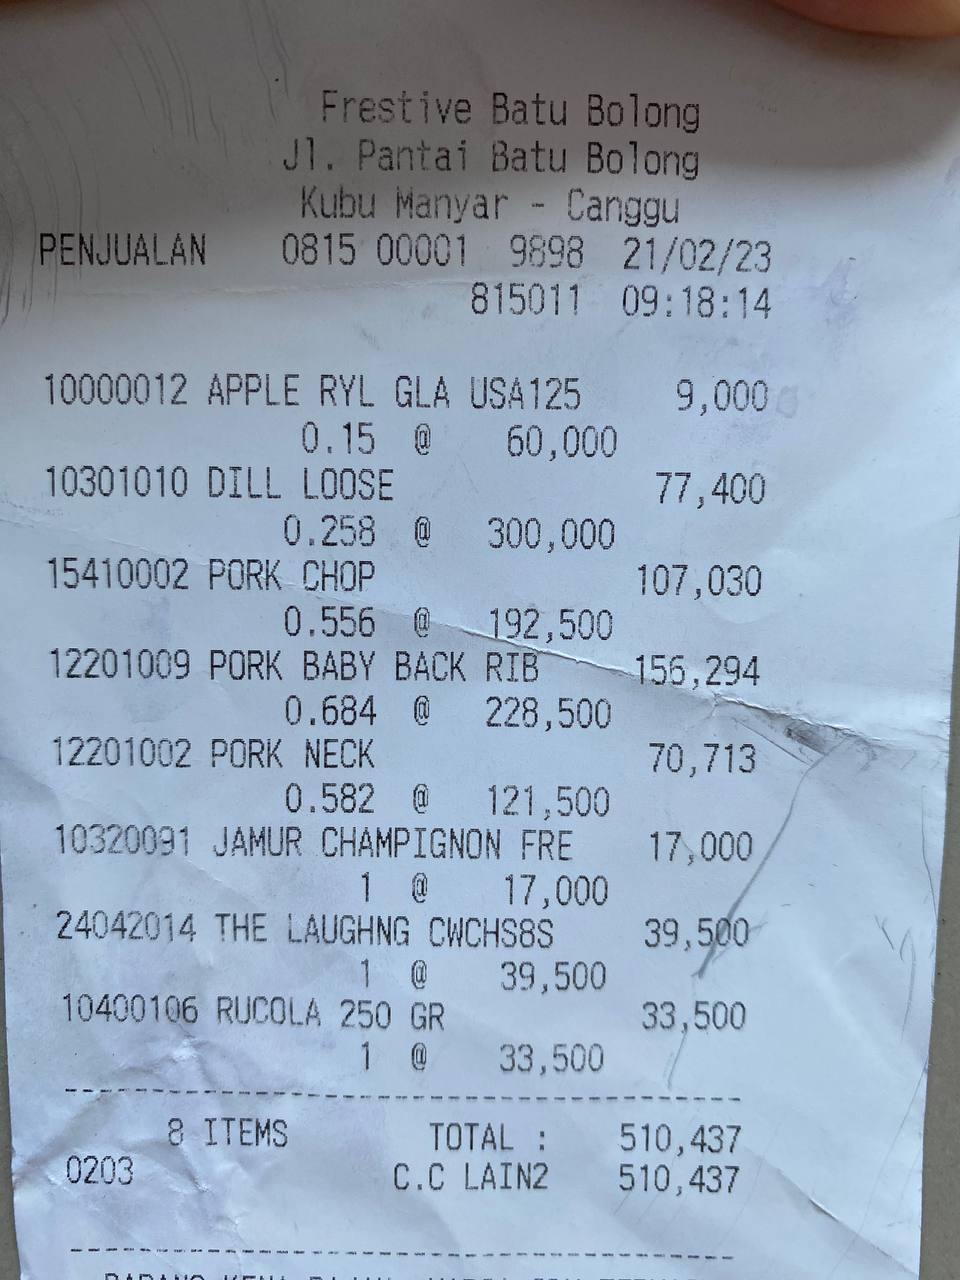 Frestive Batu Bolong
Jl. Pantai Batu Bolong
Kubu Manyar - Canggu
PENJUALAN 0815 00001 9898 21/02/23
815011 09:18:14
10000012 APPLE RYL GLA USA125 9,000
0.15 @ 60,000
10301010 DILL LOOSE 77,400
0.258 @ 300,000
15410002 PORK CHOP 107,030
0.556 @ 192,500
12201009 PORK BABY BACK RIB 156,294
0.684 @ 228,500
12201002 PORK NECK 70,713
0.582 @ 121,500
10320091 JAMUR CHAMPIGNON FRE 17,000
1 @ 17,000
24042014 THE LAUGHNG CWCHS8S 39,500
1 @ 39,500
10400106 RUCOLA 250 GR 33,500
1 @ 33,500
8 ITEMS TOTAL : 510,437
0203 C.C LAIN2 510,437